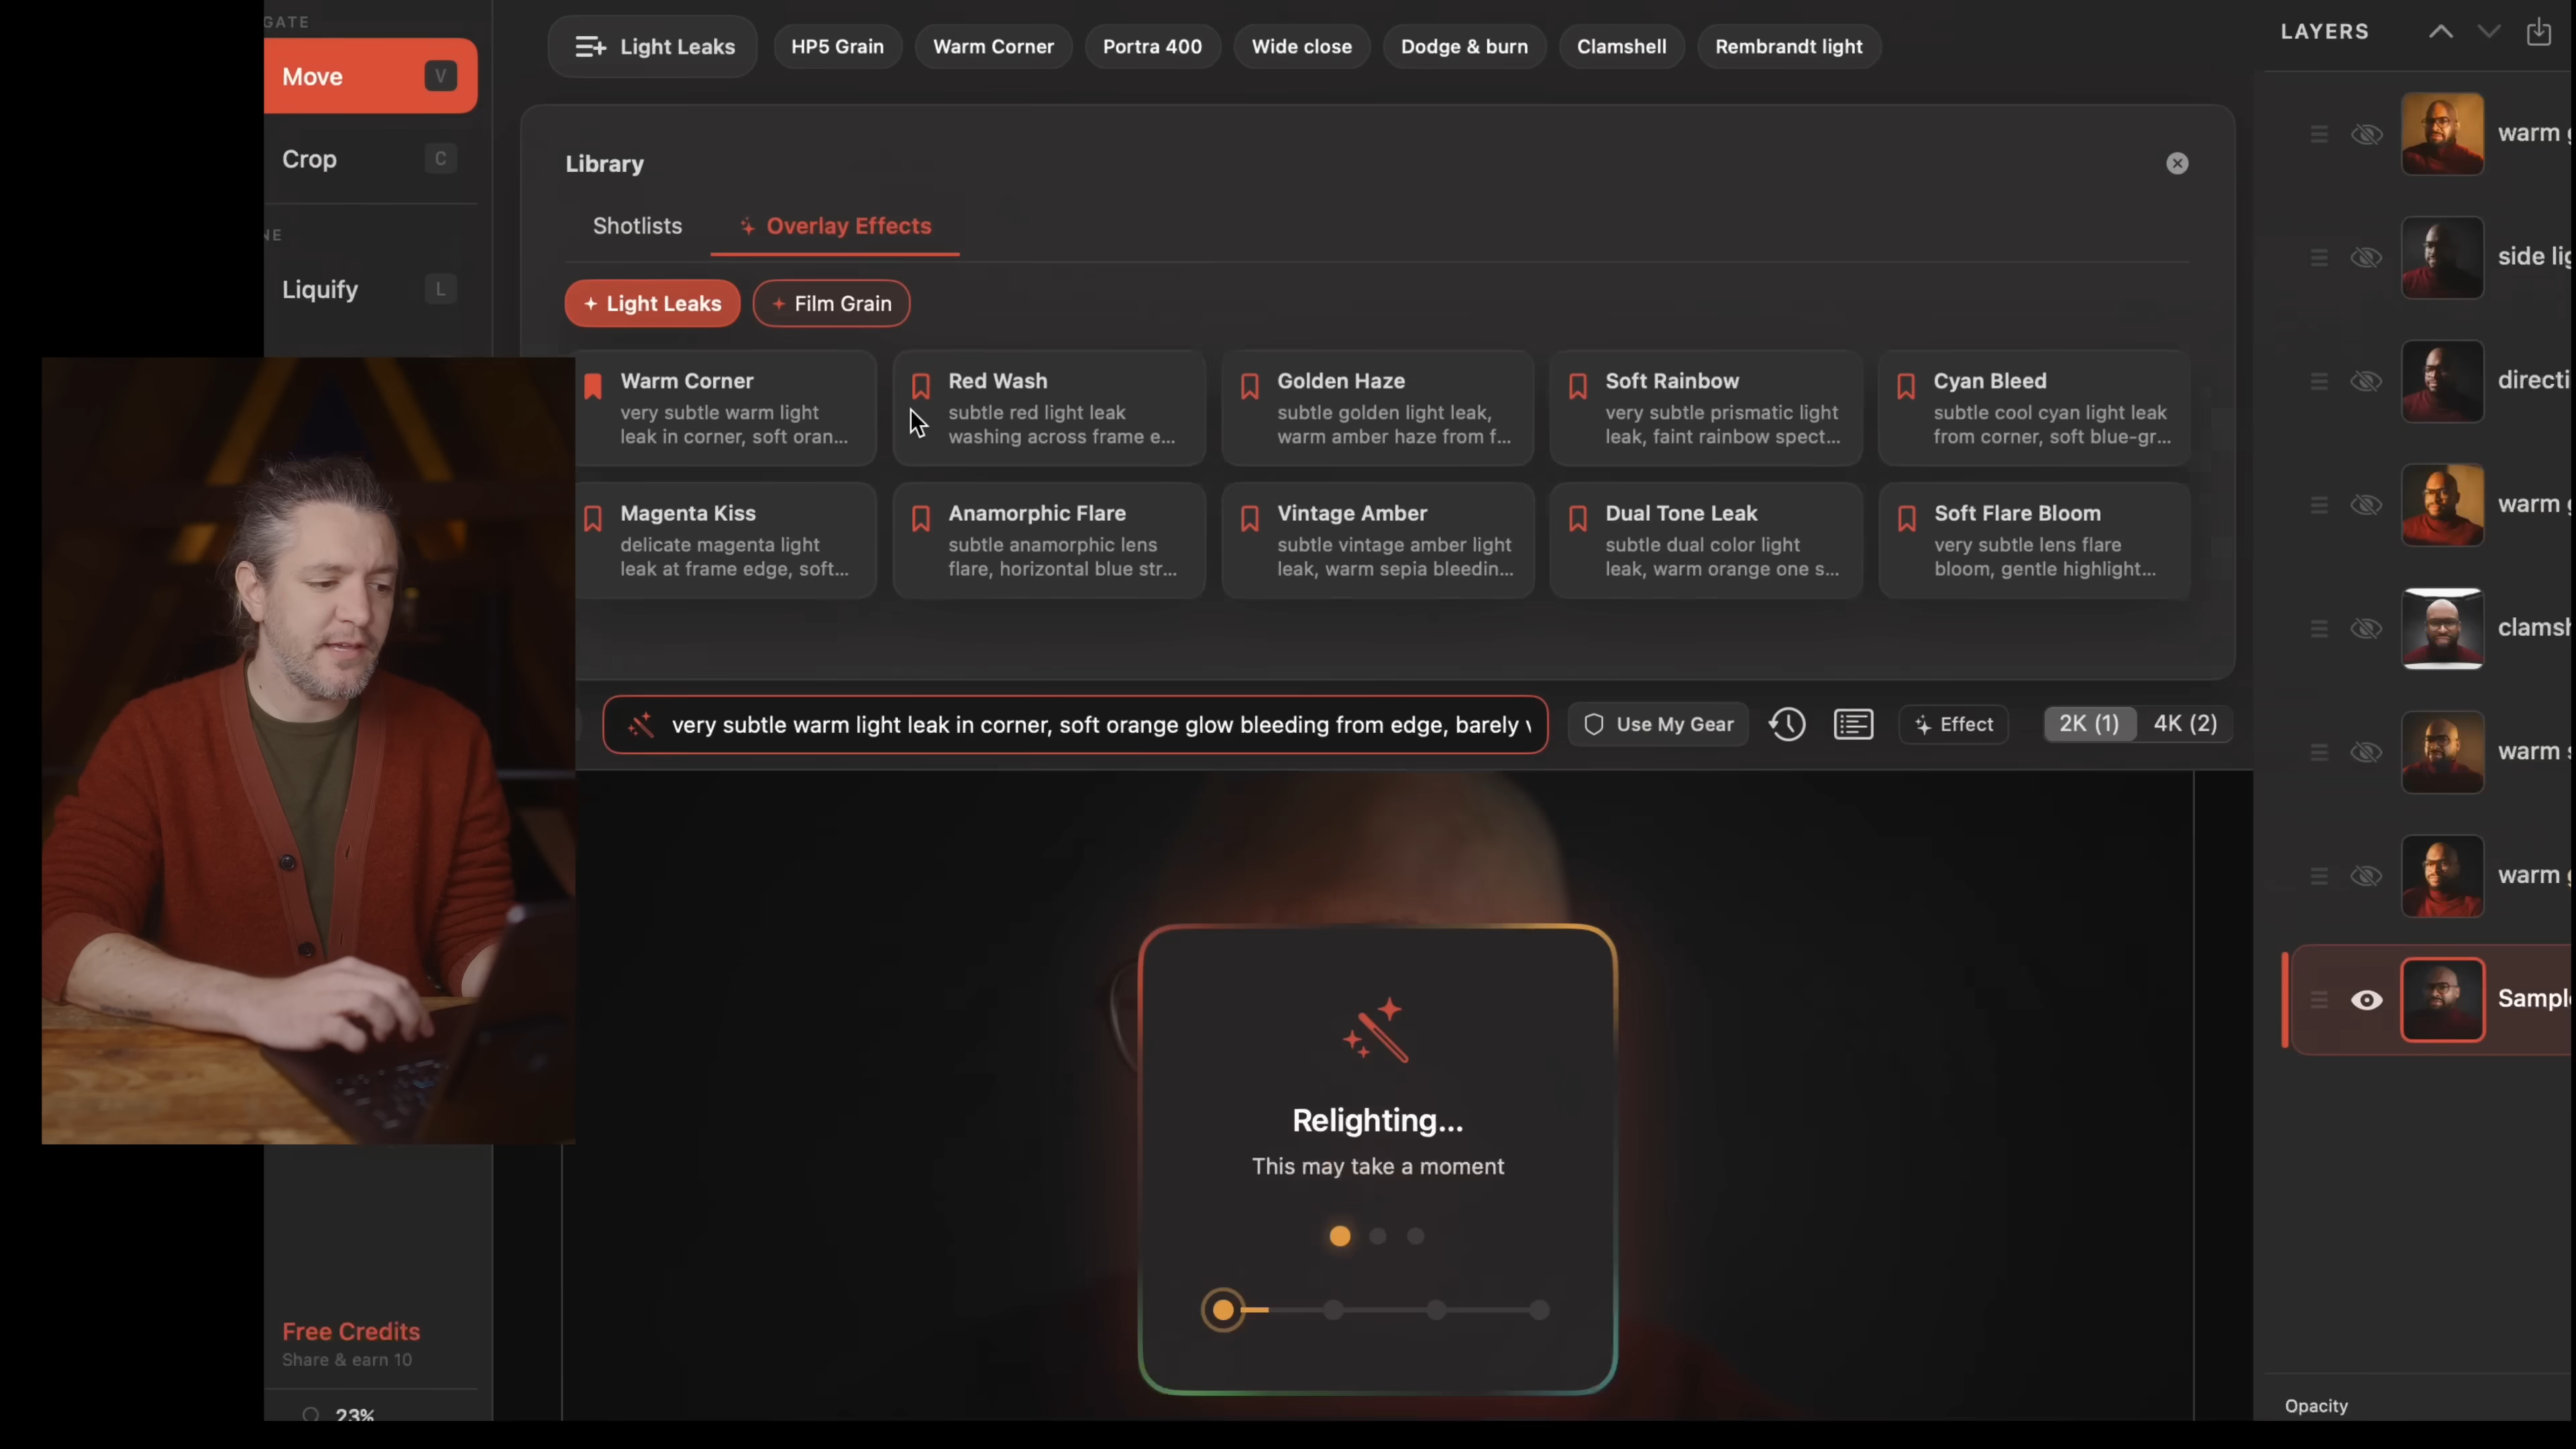 GATE
Move V
Crop C
NE
Liquify L
Free Credits
Share & earn 10
23%
Light Leaks
HP5 Grain
Warm Corner
Portra 400
Wide close
Dodge & burn
Clamshell
Rembrandt light
Library
Shotlists
Overlay Effects
Light Leaks
Film Grain
Warm Corner
very subtle warm light
leak in corner, soft oran...
Red Wash
subtle red light leak
washing across frame e...
Golden Haze
subtle golden light leak,
warm amber haze from f...
Soft Rainbow
very subtle prismatic light
leak, faint rainbow spect...
Cyan Bleed
subtle cool cyan light leak
from corner, soft blue-gr...
Magenta Kiss
delicate magenta light
leak at frame edge, soft...
Anamorphic Flare
subtle anamorphic lens
flare, horizontal blue str...
Vintage Amber
subtle vintage amber light
leak, warm sepia bleedin...
Dual Tone Leak
subtle dual color light
leak, warm orange one s...
Soft Flare Bloom
very subtle lens flare
bloom, gentle highlight...
very subtle warm light leak in corner, soft orange glow bleeding from edge, barely
Use My Gear
Effect
2K (1)
4K (2)
Relighting...
This may take a moment
LAYERS
warm
side lig
directi
warm
clamsh
warm s
warm
Sampl
Opacity